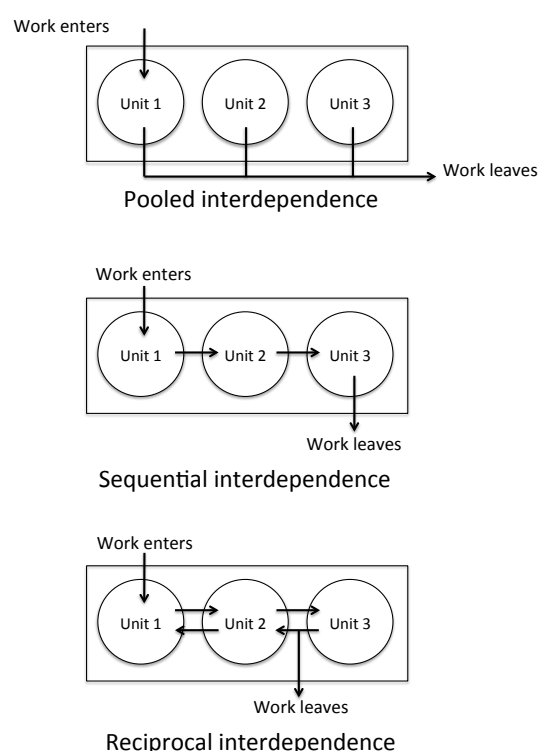 Work enters
Unit 1 Unit 2 Unit 3
Work leaves
Pooled interdependence
Work enters
Unit 1 Unit 2 Unit 3
Work leaves
Sequential interdependence
Work enters
Unit 1 Unit 2 Unit 3
Work leaves
Reciprocal interdependence